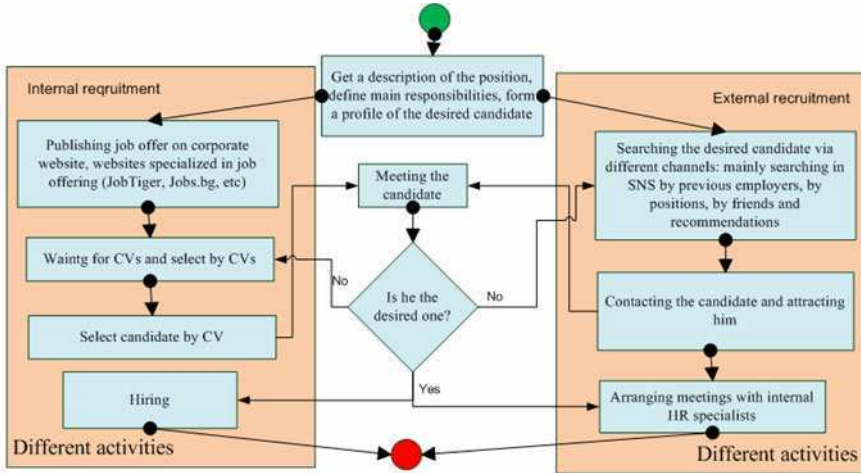 Get a description of the position,
define main responsibilities, form
a profile of the desired candidate
Internal reqruitment
Publishing job offer on corporate
website, websites specialized in job
offering (JobTiger, Jobs.bg, etc)
Waintg for CVs and select by CVs
Select candidate by CV
Hiring
Different activities
Meeting the
candidate
Is he the
desired one?
No
No
Yes
External recruitment
Searching the desired candidate via
different channels: mainly searching in
SNS by previous employers, by
positions, by friends and
recommendations
Contacting the candidate and attracting
him
Arranging meetings with internal
HR specialists
Different activities